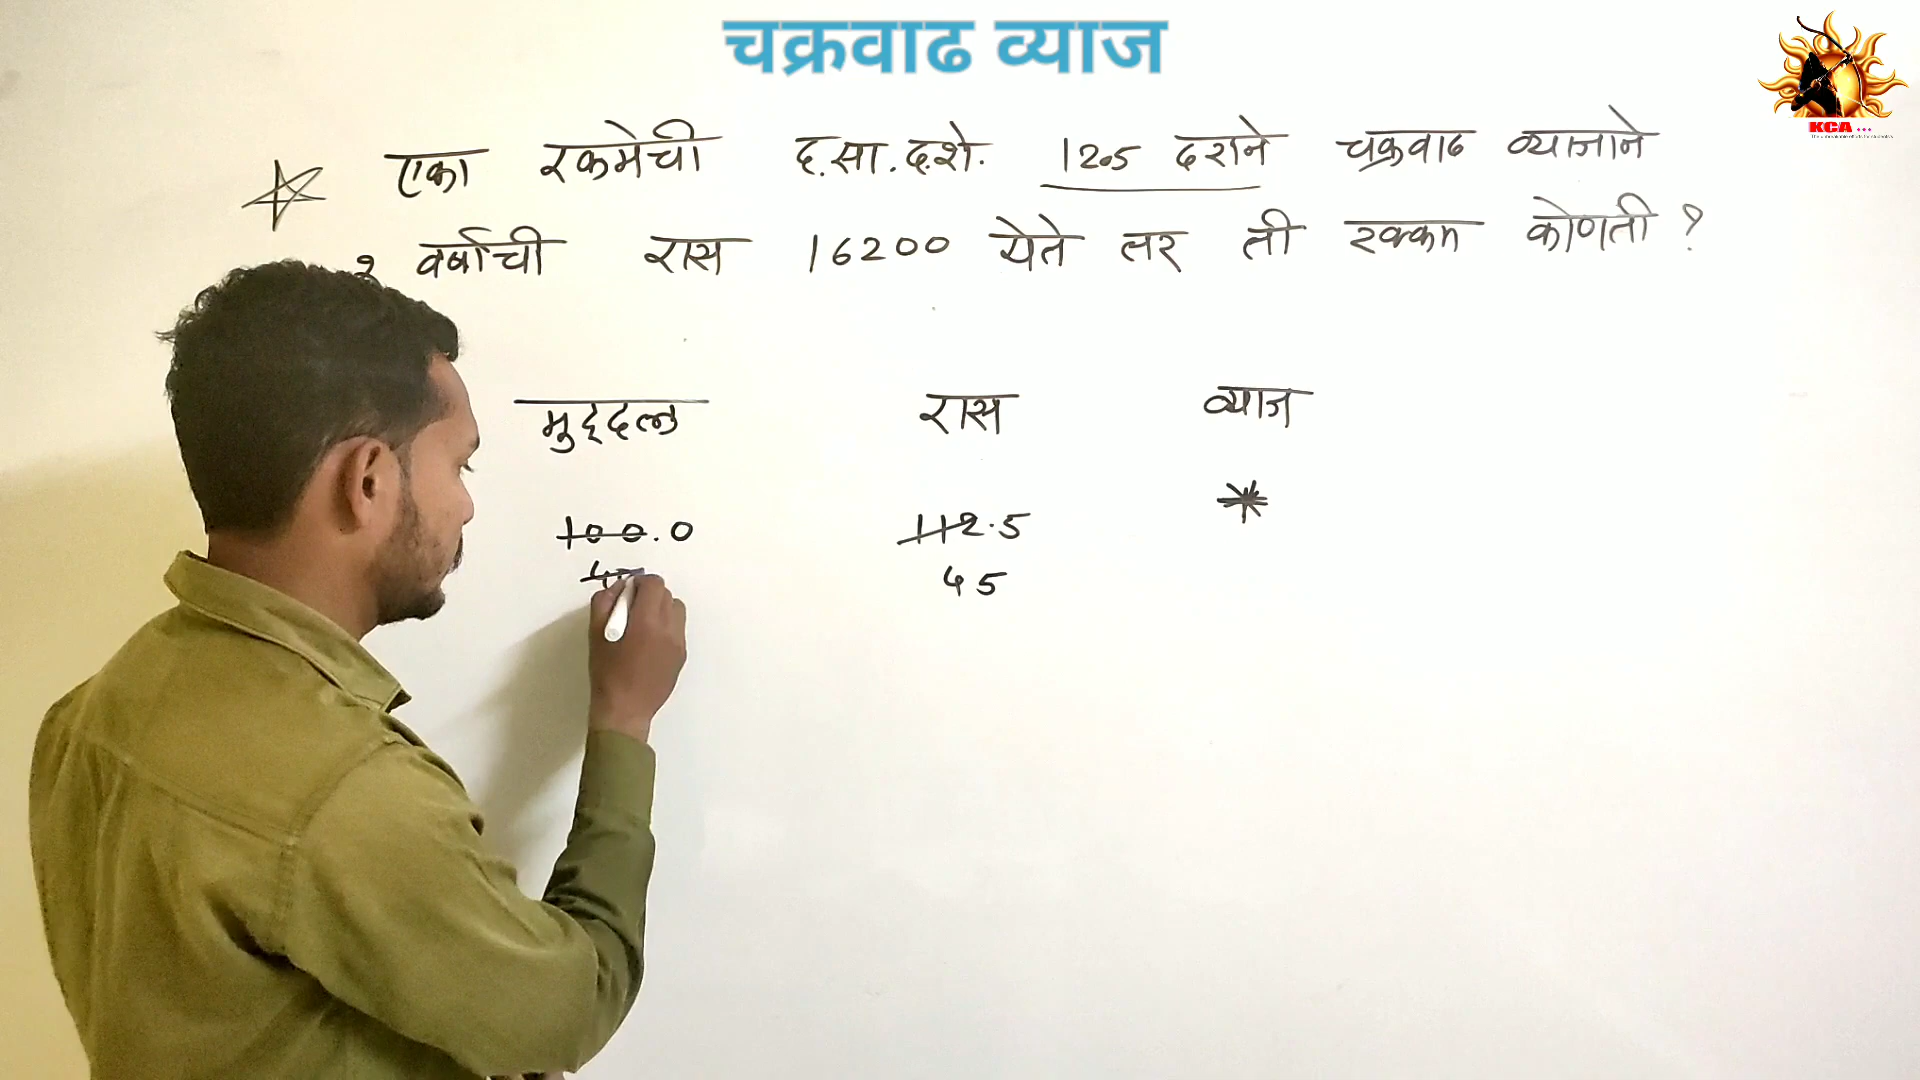 चक्रवाढ व्याज
KCA ...
एका रकमेची द.सा.द.शे. 12.5 दराने चक्रवाढ व्याजाने
2 वर्षाची रास 16200 येते तर ती रक्कम कोणती ?
मुद्दल रास व्याज
100.0 112.5
45